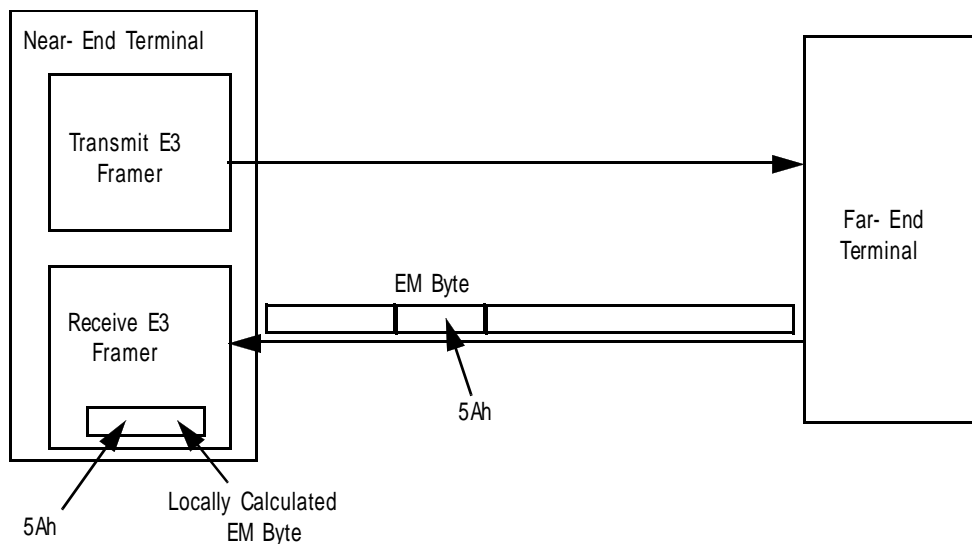 Near- End Terminal
Transmit E3
Framer
Far- End
Terminal
EM Byte
Receive E3
Framer
5Ah
Locally Calculated
EM Byte
5Ah